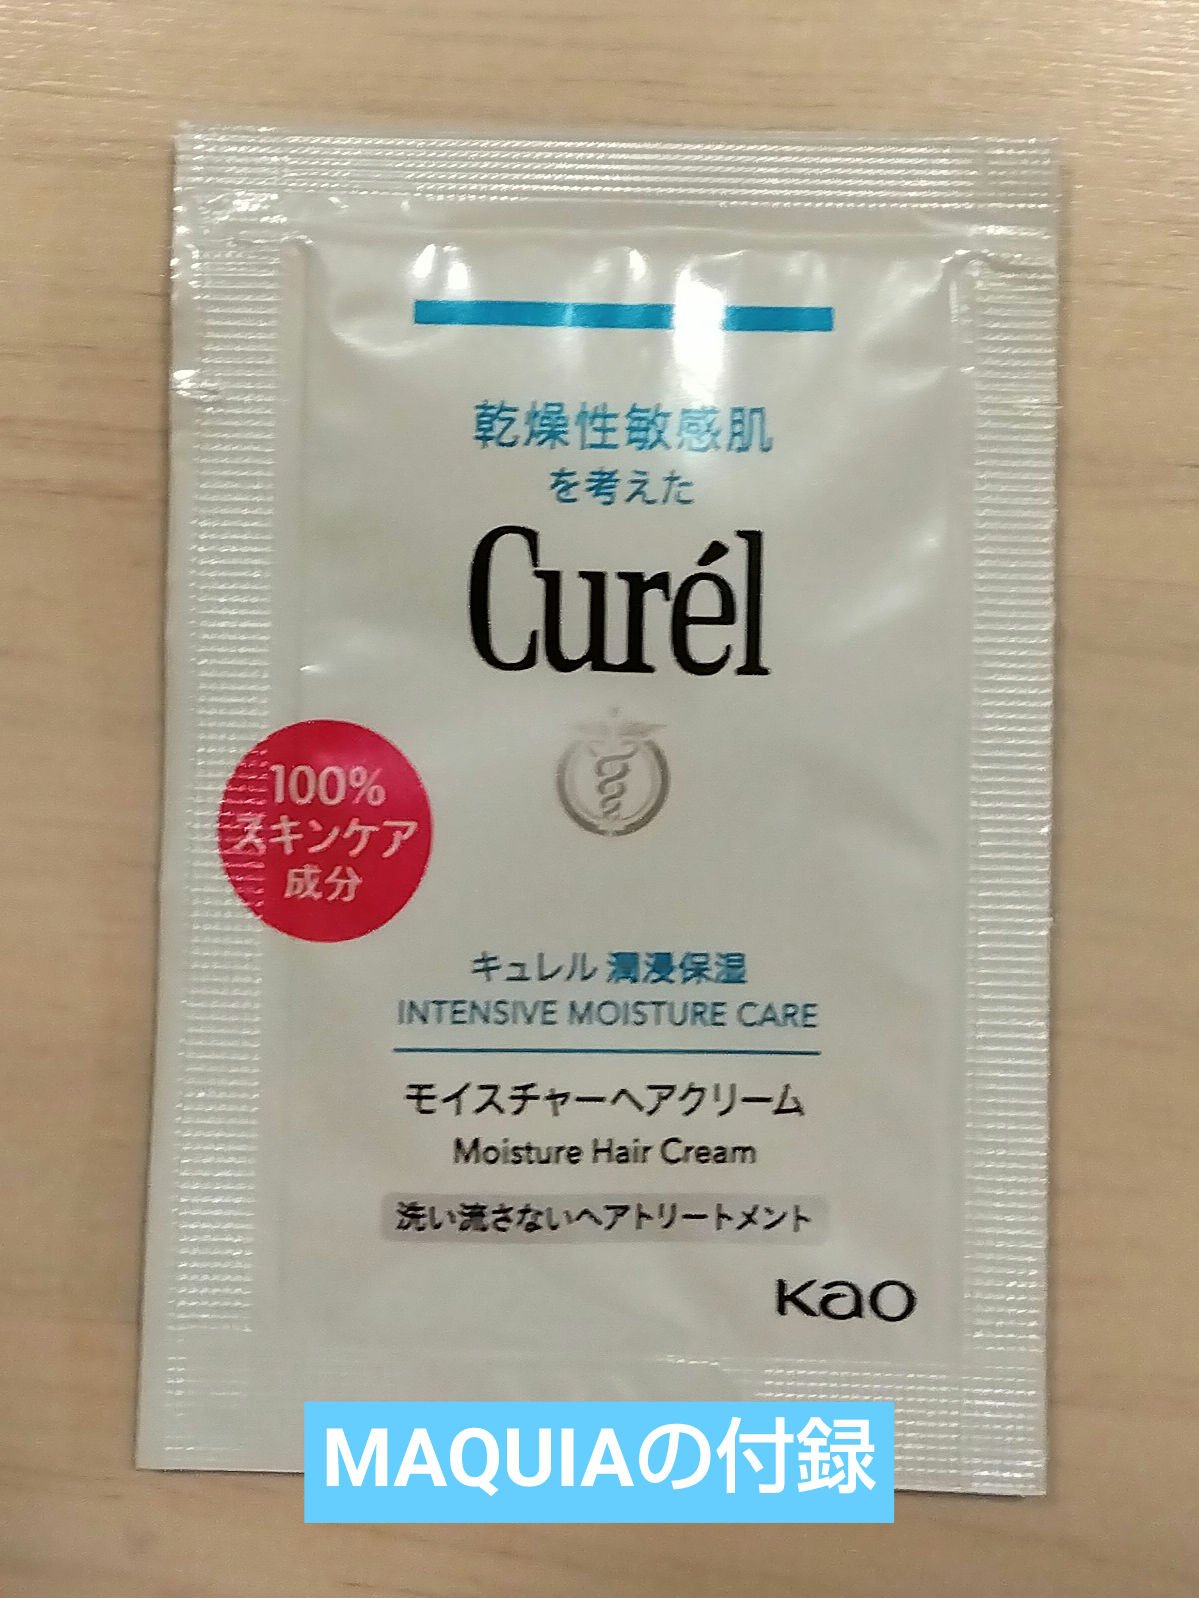 乾燥性敏感肌
を考えた
Curél
100%
スキンケア
成分
キュレル 潤浸保湿
INTENSIVE MOISTURE CARE
モイスチャーヘアクリーム
Moisture Hair Cream
洗い流さないヘアトリートメント
Kao
MAQUIAの付録